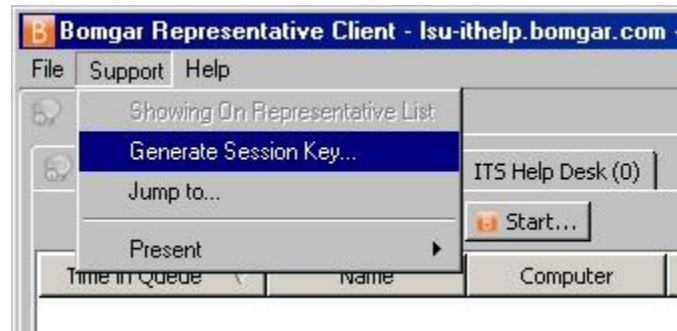 Bomgar Representative Client - lsu-ithelp.bomgar.com -
File Support Help
Showing On Representative List
Generate Session Key...
ITS Help Desk (0)
Jump to...
Start...
Present
Time in Queue Name Computer